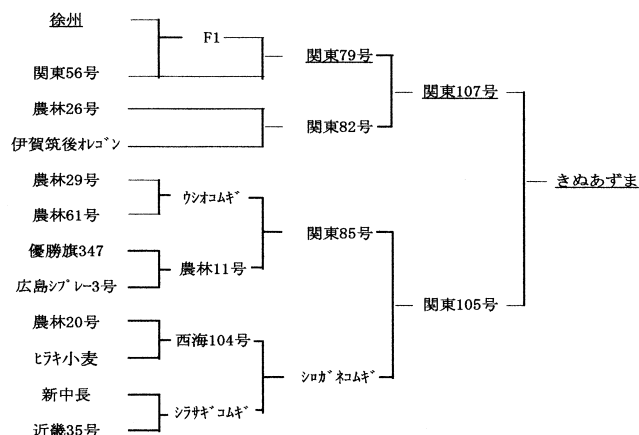 徐州
F1
関東79号
関東56号
関東107号
農林26号
関東82号
伊賀筑後ｵﾚｺﾞﾝ
農林29号
ｳｼｵｺﾑｷﾞ
きぬあずま
農林61号
関東85号
優勝旗347
農林11号
広島ｼﾌﾟﾚｰ3号
関東105号
農林20号
西海104号
ﾋﾗｷ小麦
ｼﾛｶﾞﾈｺﾑｷﾞ
新中長
ｼﾗｻｷﾞｺﾑｷﾞ
近畿35号